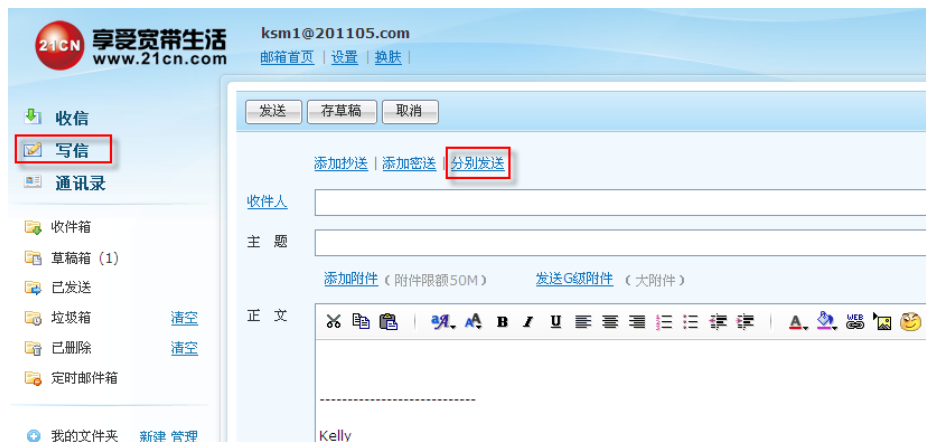 21CN 享受宽带生活
www.21cn.com
ksm1@201105.com
邮箱首页 | 设置 | 换肤 |
收信
写信
通讯录
收件箱
草稿箱 (1)
已发送
垃圾箱 清空
已删除 清空
定时邮件箱
我的文件夹 新建 管理
发送 存草稿 取消
添加抄送 | 添加密送 | 分别发送
收件人
主 题
添加附件 (附件限额50M) 发送G级附件 (大附件)
正 文
B I U A WEB
---------------------------
Kelly